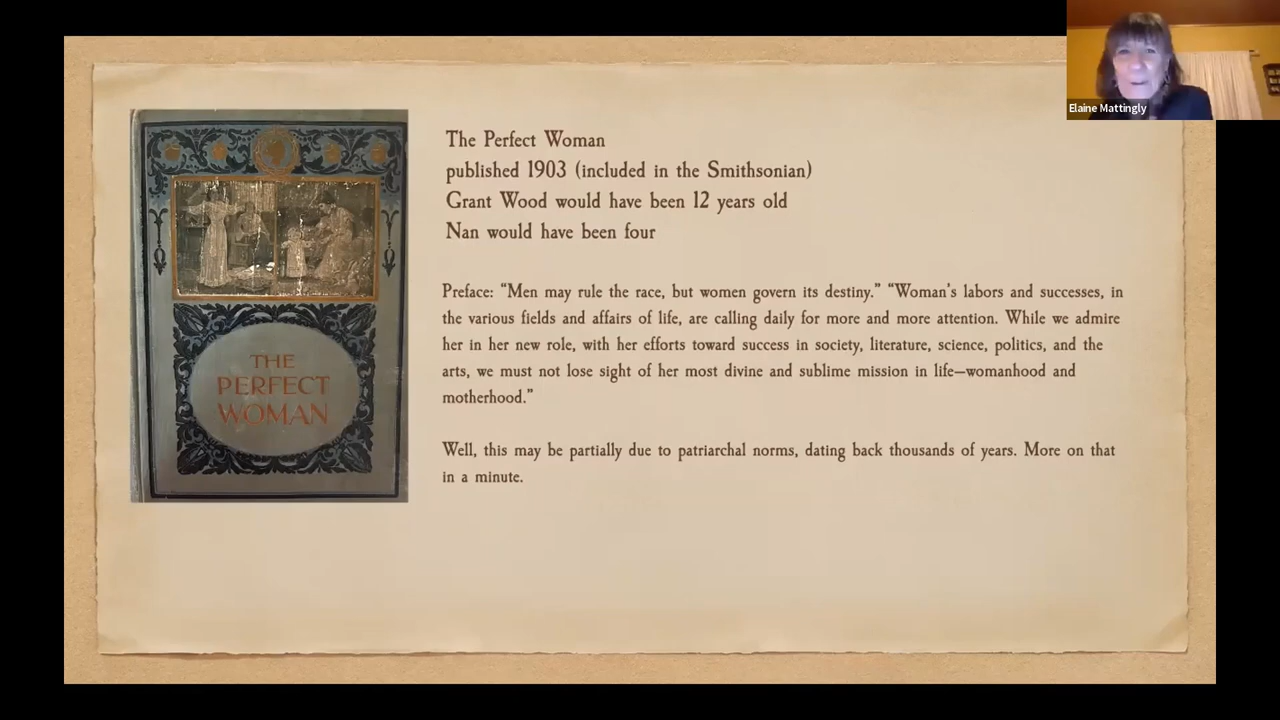 Elaine Mattingly
THE
PERFECT
WOMAN
The Perfect Woman
published 1903 (included in the Smithsonian)
Grant Wood would have been 12 years old
Nan would have been four
Preface: “Men may rule the race, but women govern its destiny.” “Woman’s labors and successes, in
the various fields and affairs of life, are calling daily for more and more attention. While we admire
her in her new role, with her efforts toward success in society, literature, science, politics, and the
arts, we must not lose sight of her most divine and sublime mission in life—womanhood and
motherhood.”
Well, this may be partially due to patriarchal norms, dating back thousands of years. More on that
in a minute.